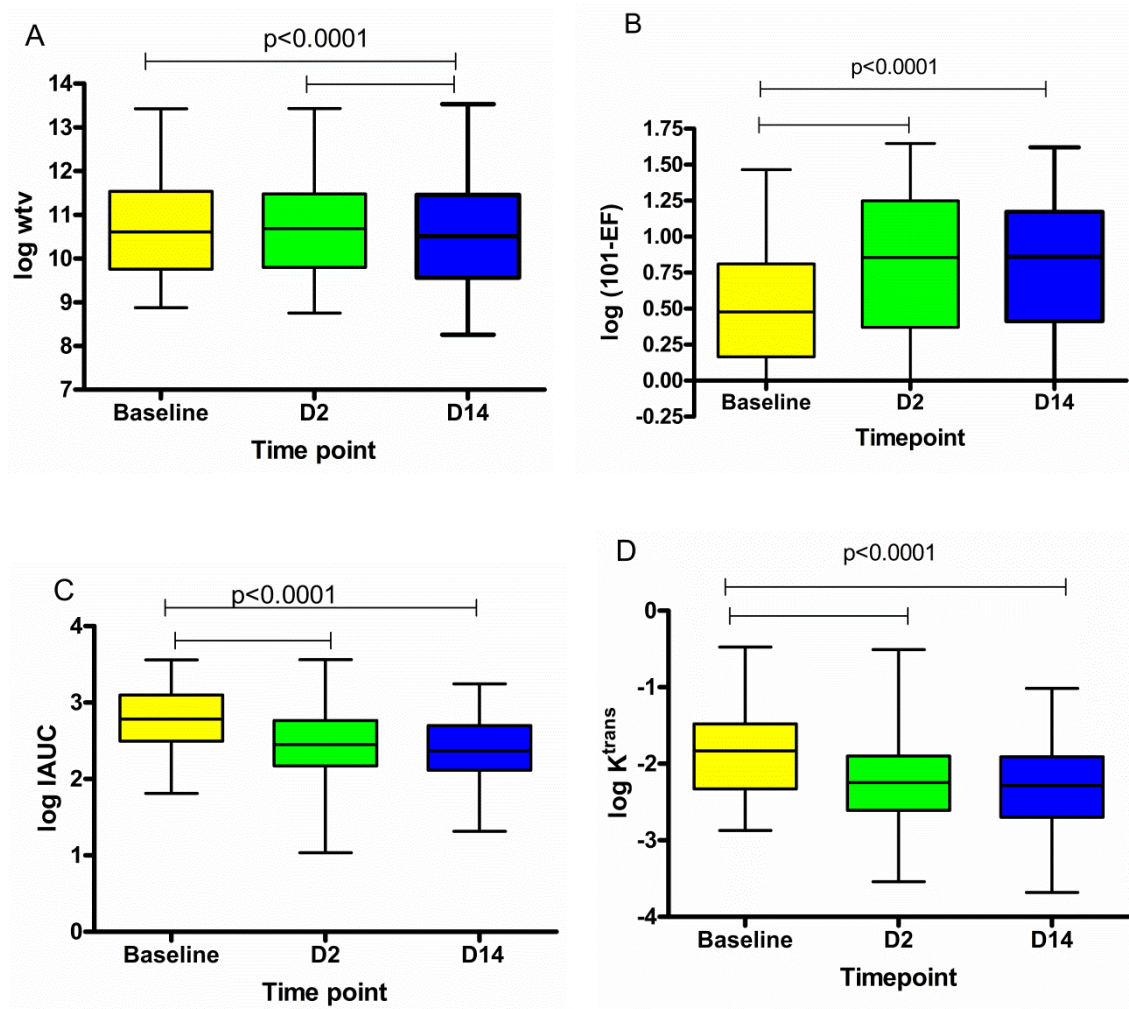 A
p<0.0001
14
13
12
11
10
9
8
7
log wtv
Baseline D2 D14
Time point
B
p<0.0001
1.75
1.50
1.25
1.00
0.75
0.50
0.25
0.00
-0.25
log (101-EF)
Baseline D2 D14
Timepoint
C
p<0.0001
4
3
2
1
0
log IAUC
Baseline D2 D14
Time point
D
p<0.0001
0
-1
-2
-3
-4
log K^trans
Baseline D2 D14
Timepoint